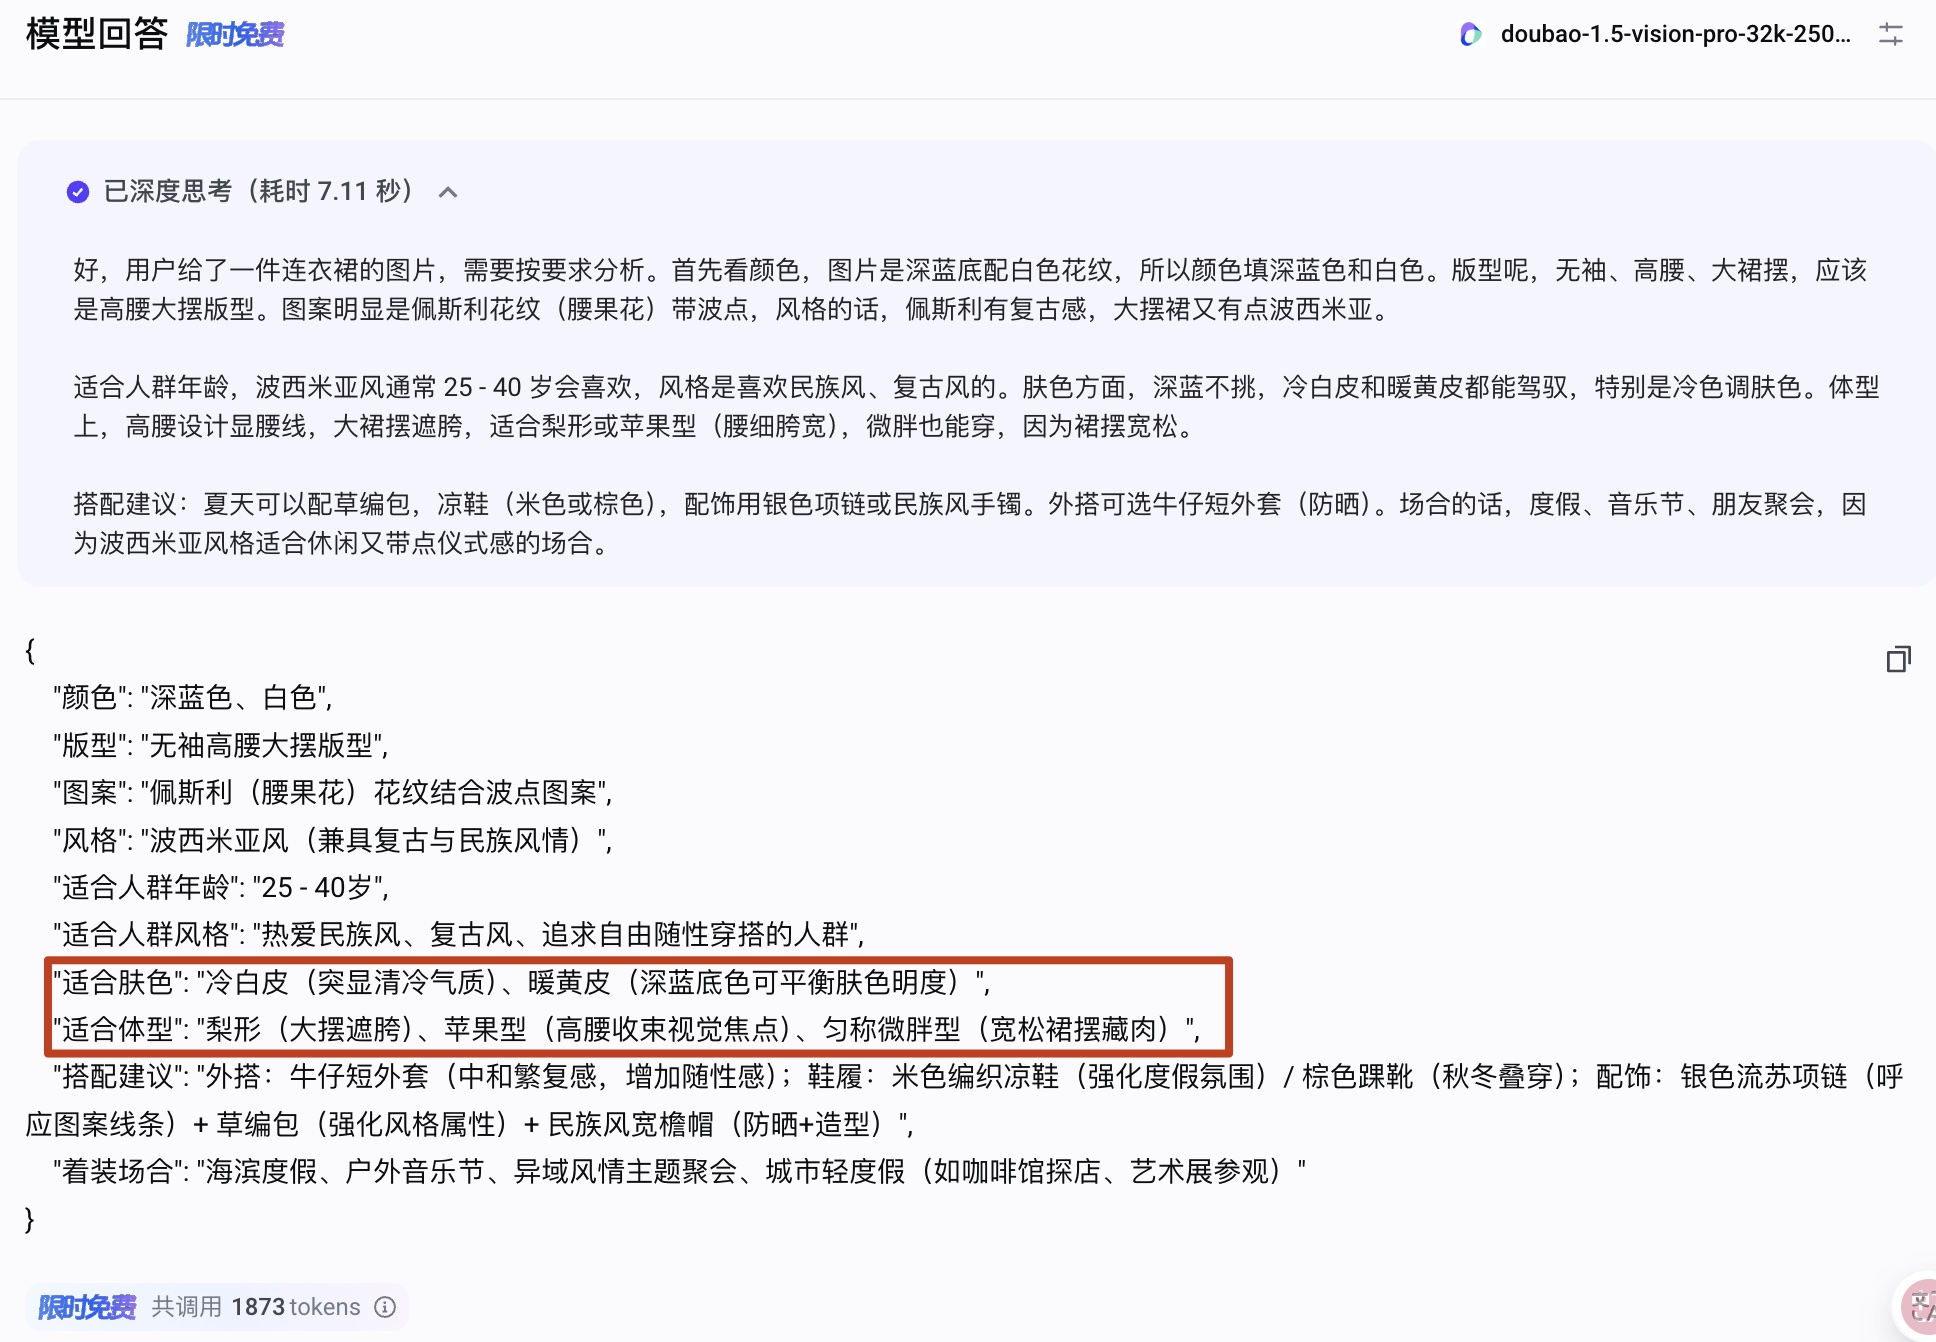 模型回答 限时免费
doubao-1.5-vision-pro-32k-250...
已深度思考（耗时 7.11 秒）
好，用户给了一件连衣裙的图片，需要按要求分析。首先看颜色，图片是深蓝底配白色花纹，所以颜色填深蓝色和白色。版型呢，无袖、高腰、大裙摆，应该
是高腰大摆版型。图案明显是佩斯利花纹（腰果花）带波点，风格的话，佩斯利有复古感，大摆裙又有点波西米亚。
适合人群年龄，波西米亚风通常 25 - 40 岁会喜欢，风格是喜欢民族风、复古风的。肤色方面，深蓝不挑，冷白皮和暖黄皮都能驾驭，特别是冷色调肤色。体型
上，高腰设计显腰线，大裙摆遮胯，适合梨形或苹果型（腰细胯宽），微胖也能穿，因为裙摆宽松。
搭配建议：夏天可以配草编包，凉鞋（米色或棕色），配饰用银色项链或民族风手镯。外搭可选牛仔短外套（防晒）。场合的话，度假、音乐节、朋友聚会，因
为波西米亚风格适合休闲又带点仪式感的场合。
{
"颜色": "深蓝色、白色",
"版型": "无袖高腰大摆版型",
"图案": "佩斯利（腰果花）花纹结合波点图案",
"风格": "波西米亚风（兼具复古与民族风情）",
"适合人群年龄": "25 - 40岁",
"适合人群风格": "热爱民族风、复古风、追求自由随性穿搭的人群",
"适合肤色": "冷白皮（突显清冷气质）、暖黄皮（深蓝底色可平衡肤色明度）",
"适合体型": "梨形（大摆遮胯）、苹果型（高腰收束视觉焦点）、匀称微胖型（宽松裙摆藏肉）",
"搭配建议": "外搭：牛仔短外套（中和繁复感，增加随性感）；鞋履：米色编织凉鞋（强化度假氛围）/ 棕色踝靴（秋冬叠穿）；配饰：银色流苏项链（呼
应图案线条）+ 草编包（强化风格属性）+ 民族风宽檐帽（防晒+造型）",
"着装场合": "海滨度假、户外音乐节、异域风情主题聚会、城市轻度假（如咖啡馆探店、艺术展参观）"
}
限时免费 共调用 1873 tokens